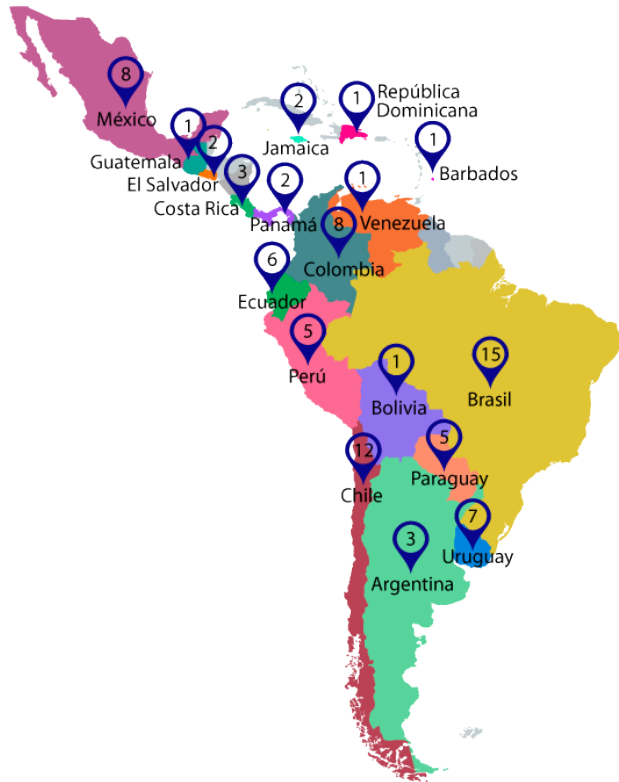 8
México
1
Guatemala
2
El Salvador
3
Costa Rica
2
Panamá
2
Jamaica
1
República
Dominicana
1
Barbados
1
Venezuela
8
Colombia
6
Ecuador
5
Perú
1
Bolivia
15
Brasil
12
Chile
5
Paraguay
7
Uruguay
3
Argentina